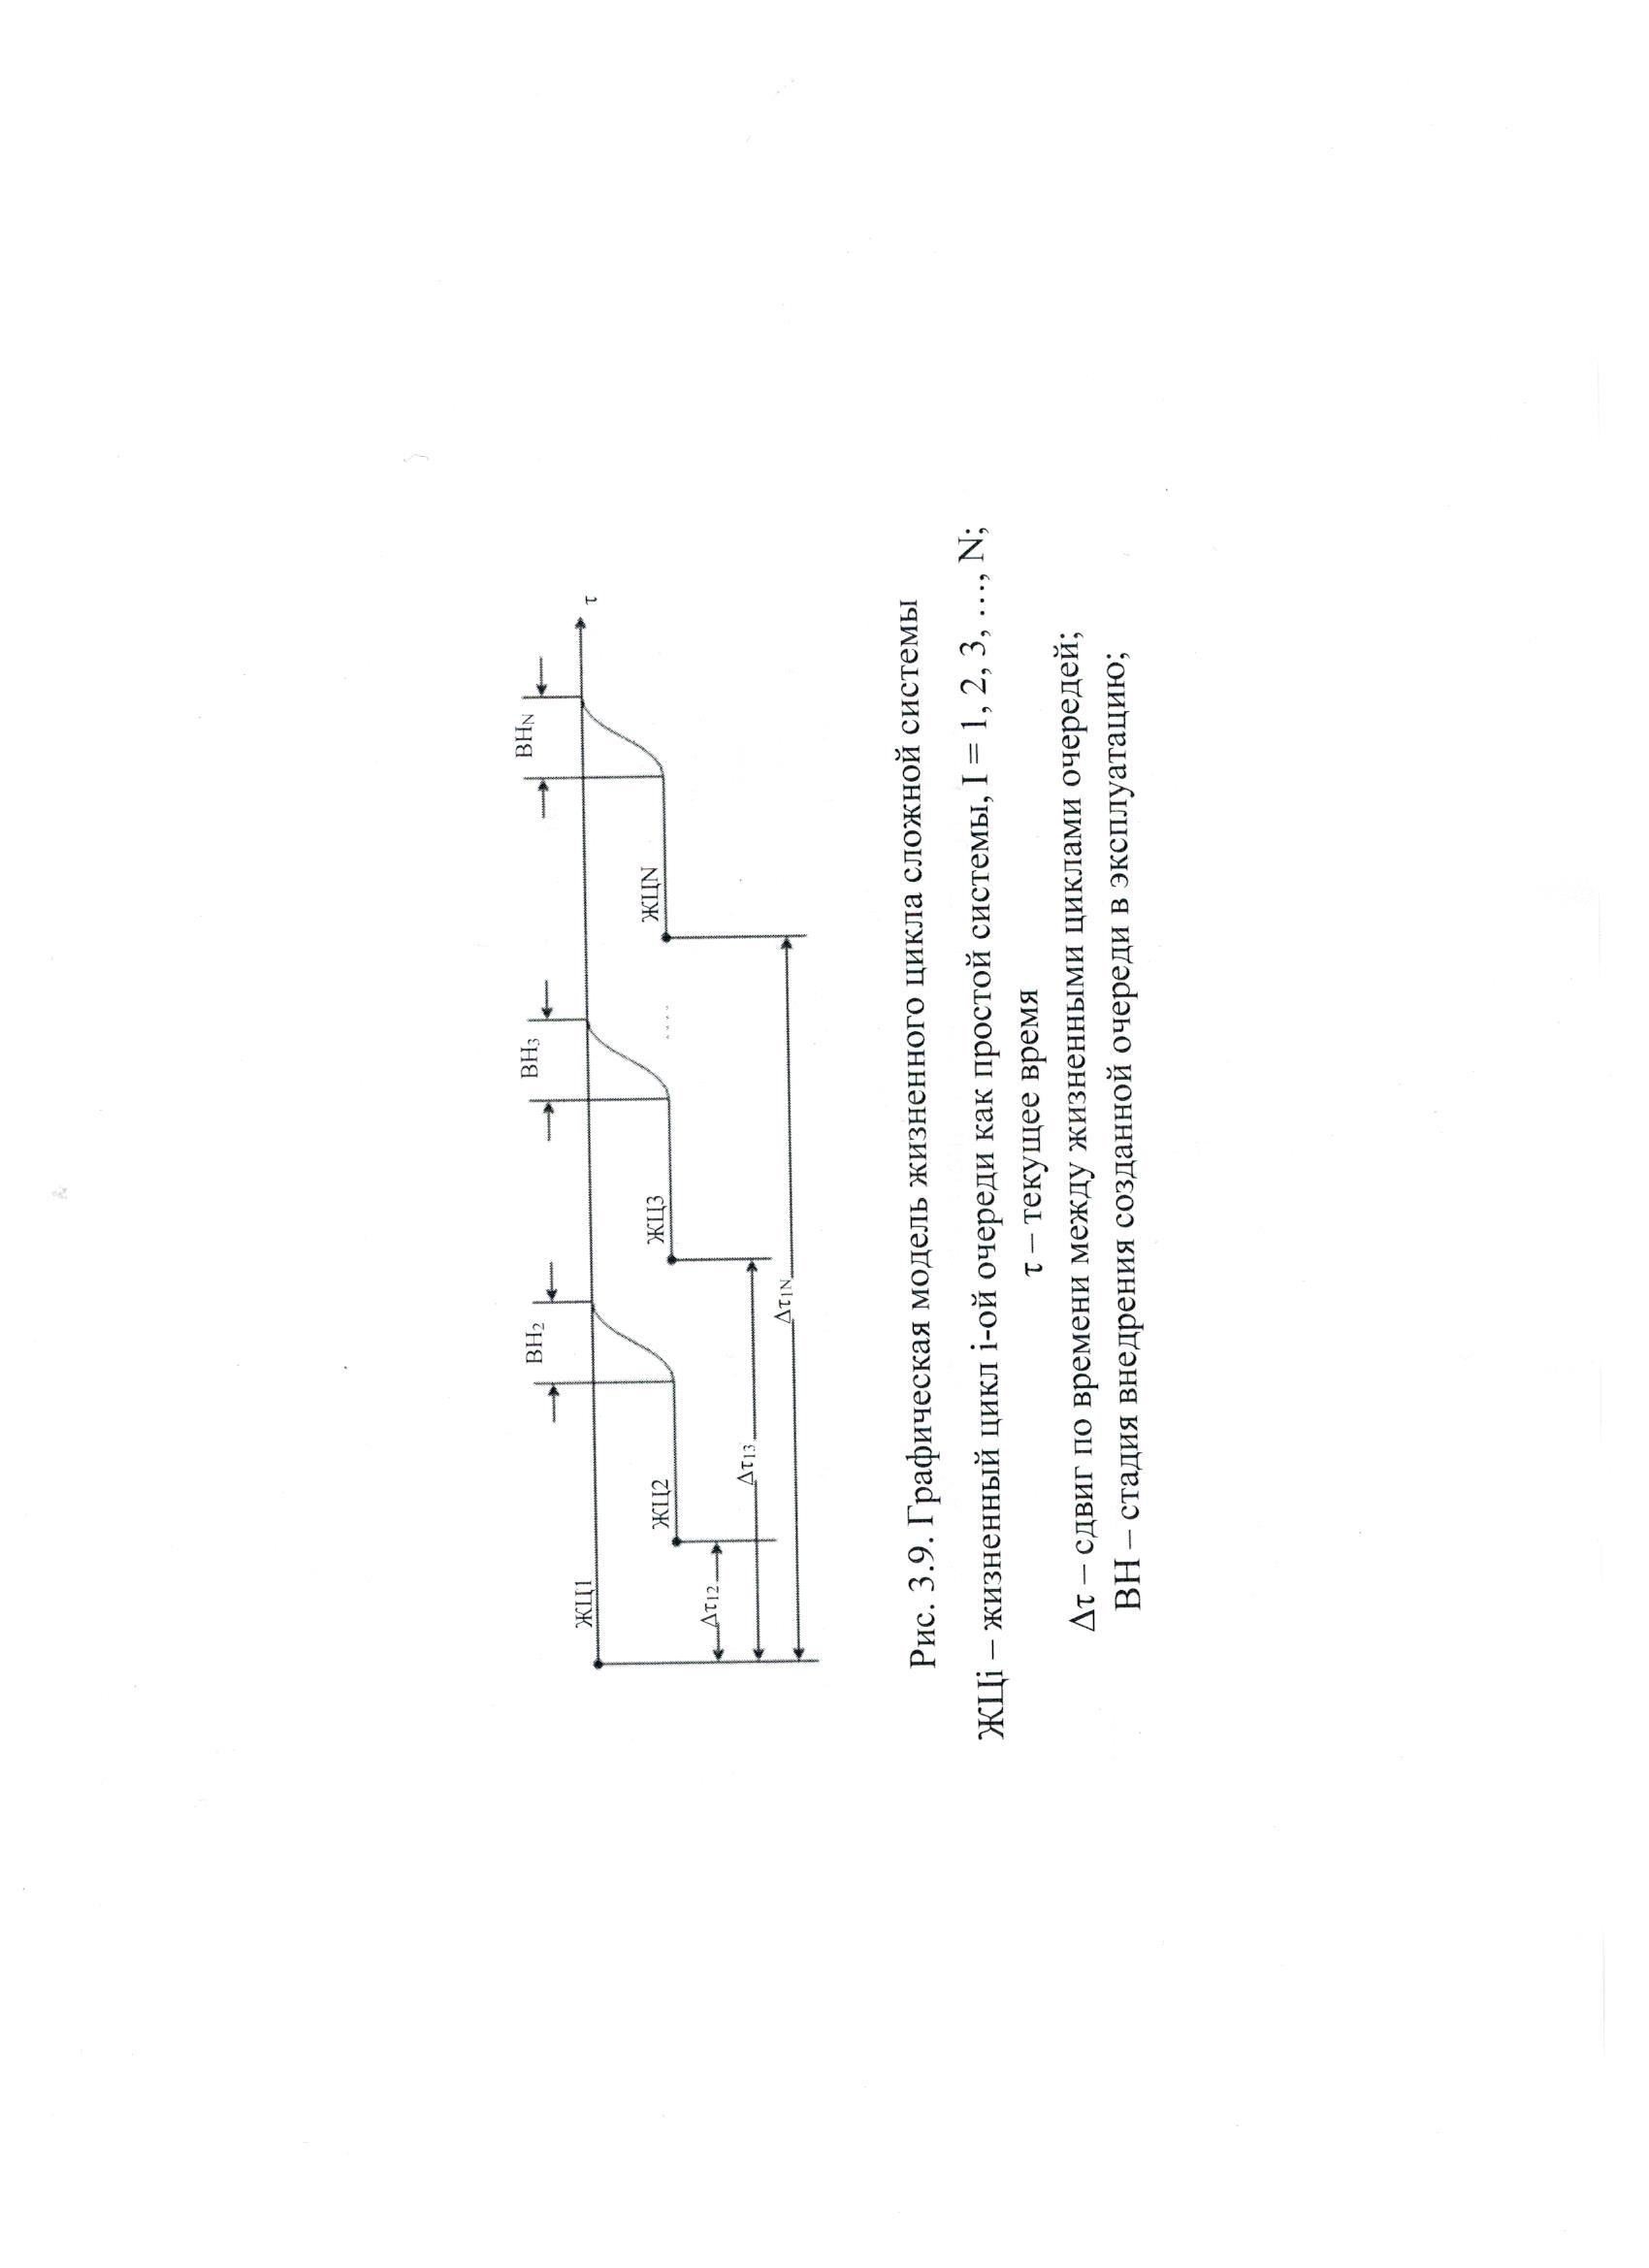 ВН₂ ВН₃ ВНN
τ
ЖЦ1
ЖЦ2 ЖЦ3 ЖЦN
....
Δτ₁₂
Δτ₁₃
Δτ₁N
Рис. 3.9. Графическая модель жизненного цикла сложной системы
ЖЦi – жизненный цикл i-ой очереди как простой системы, I = 1, 2, 3, …, N;
τ – текущее время
Δτ – сдвиг по времени между жизненными циклами очередей;
ВН – стадия внедрения созданной очереди в эксплуатацию;